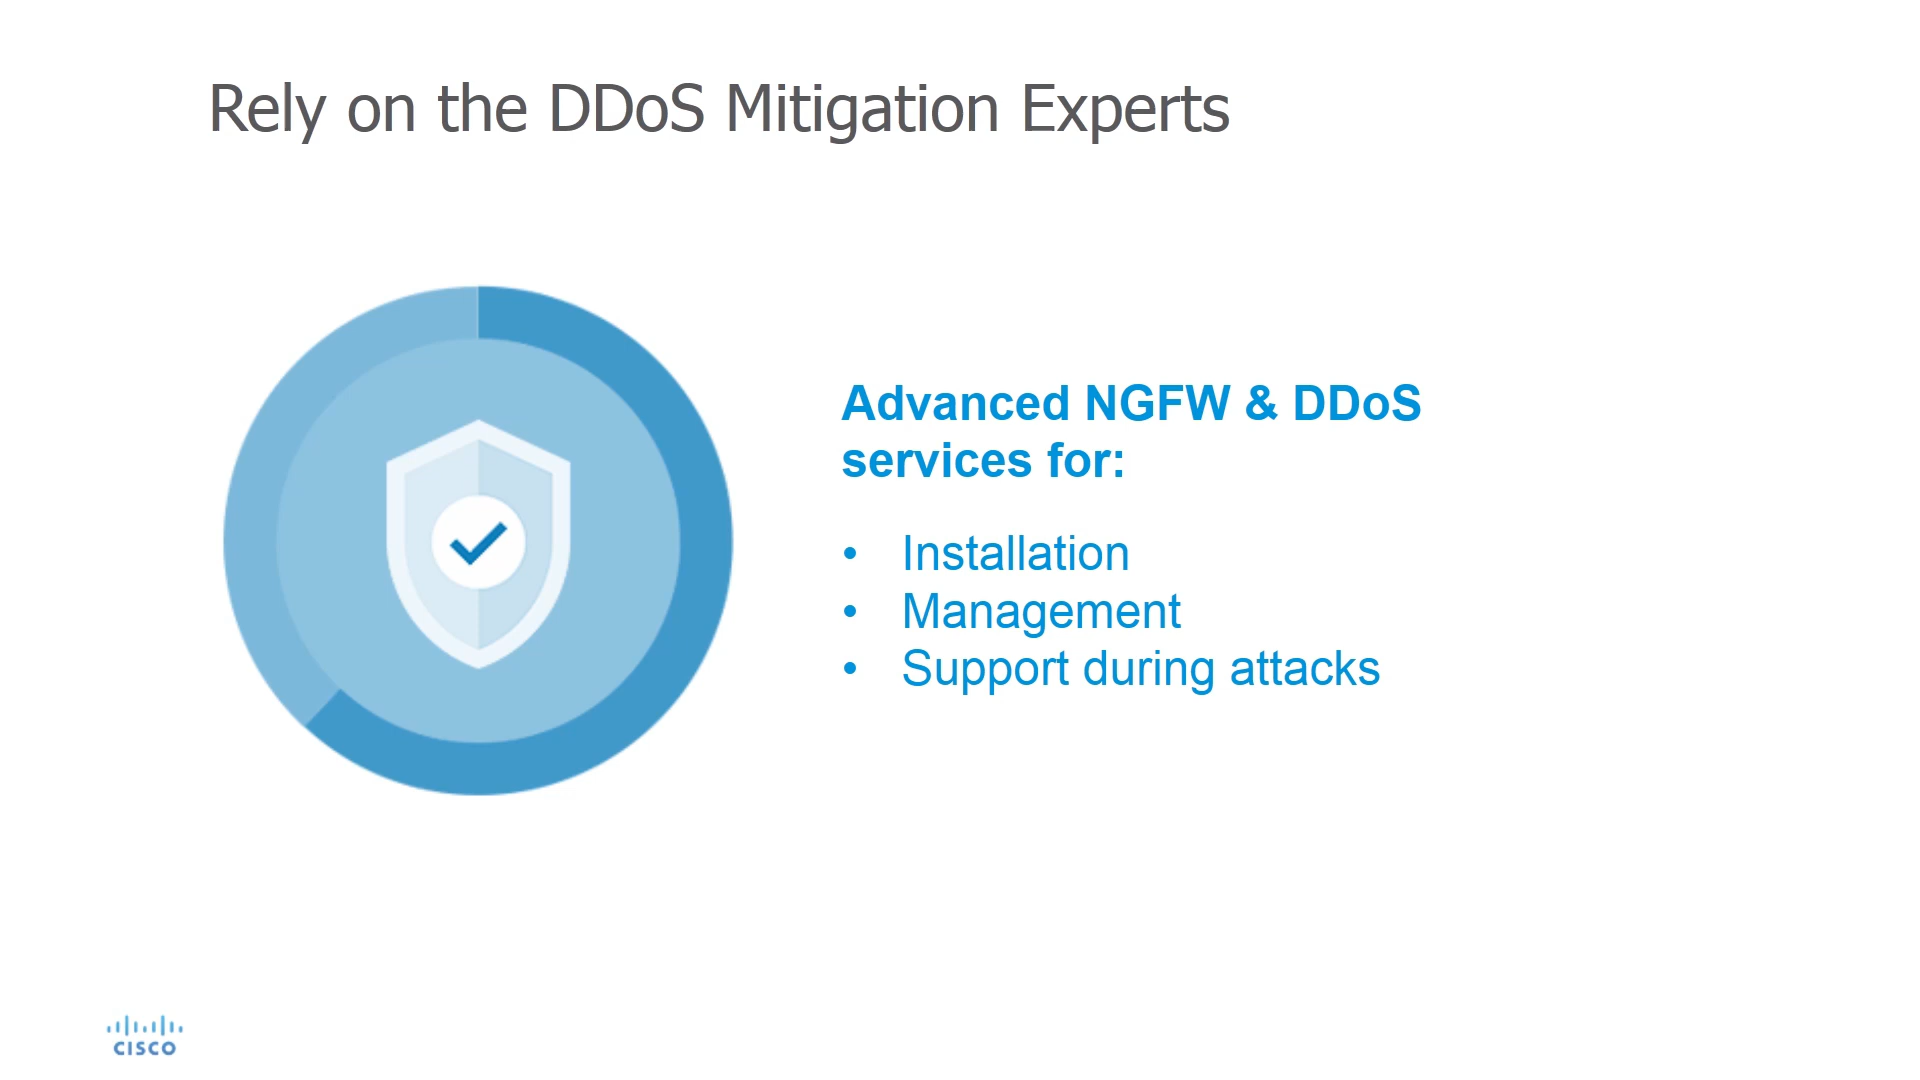 Rely on the DDoS Mitigation Experts
Advanced NGFW & DDoS
services for:
• Installation
• Management
• Support during attacks
CISCO